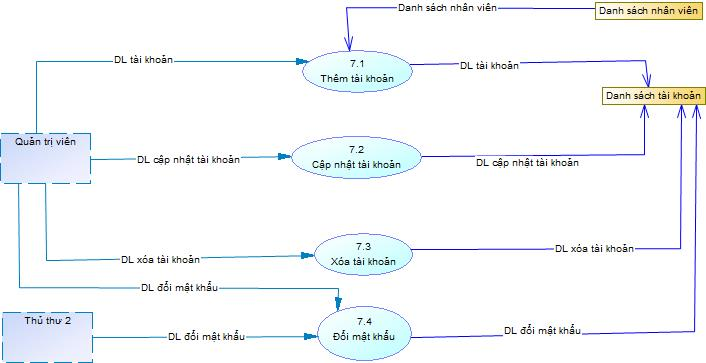 Danh sách nhân viên
Danh sách nhân viên
7.1
Thêm tài khoản
DL tài khoản
DL tài khoản
Danh sách tài khoản
Quản trị viên
7.2
Cập nhật tài khoản
DL cập nhật tài khoản
DL cập nhật tài khoản
7.3
Xóa tài khoản
DL xóa tài khoản
DL xóa tài khoản
DL đổi mật khẩu
7.4
Đổi mật khẩu
Thủ thư 2
DL đổi mật khẩu
DL đổi mật khẩu